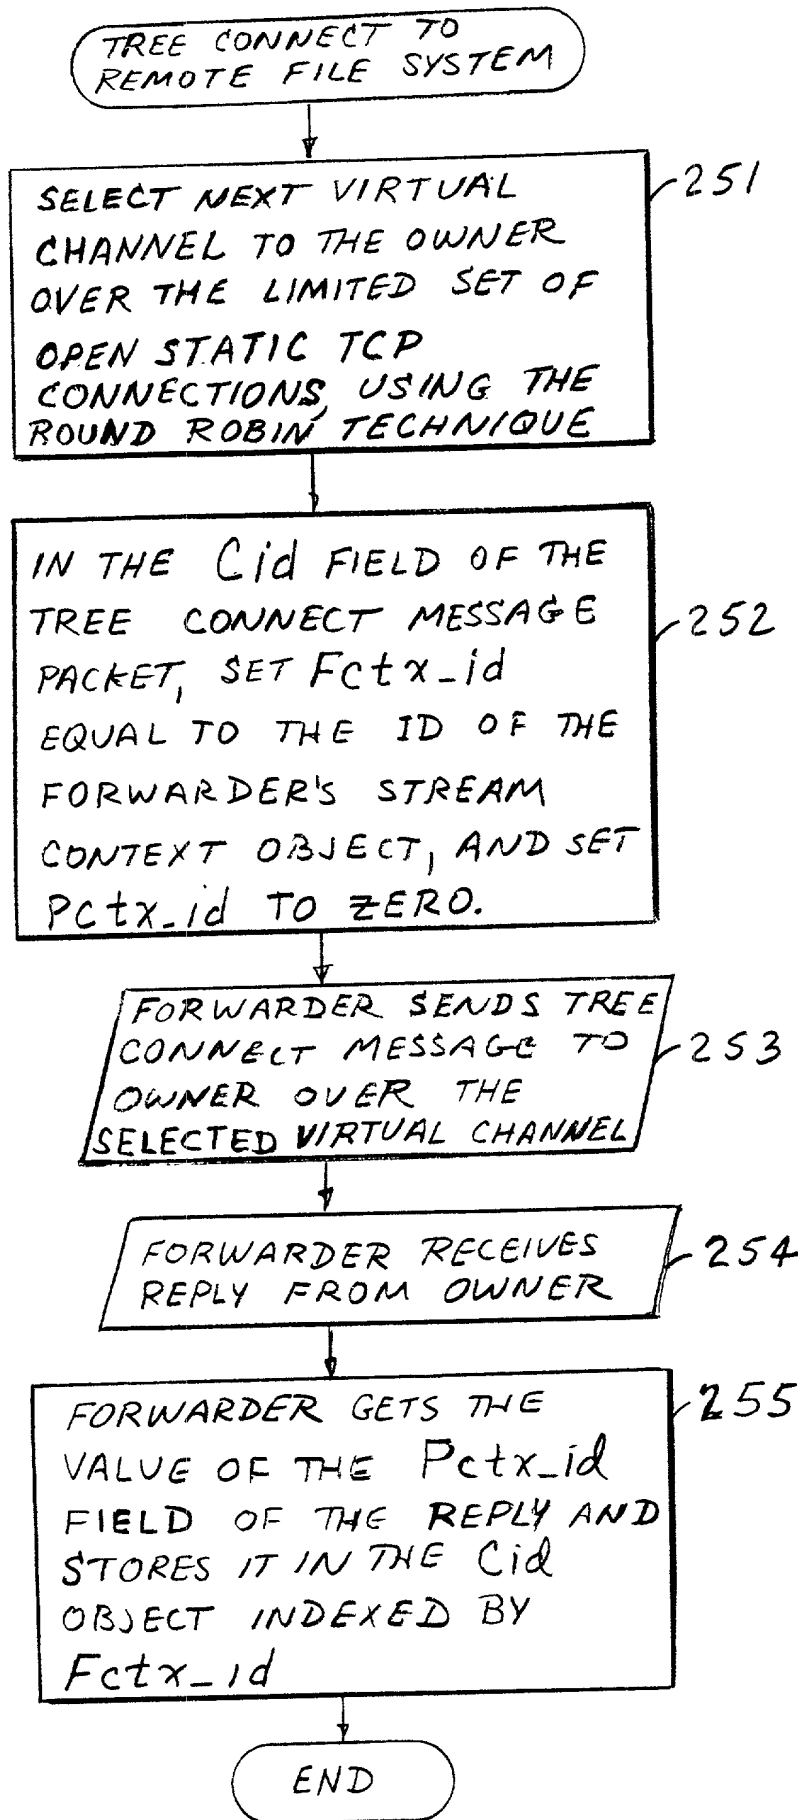 TREE CONNECT TO
REMOTE FILE SYSTEM
SELECT NEXT VIRTUAL
CHANNEL TO THE OWNER
OVER THE LIMITED SET OF
OPEN STATIC TCP
CONNECTIONS, USING THE
ROUND ROBIN TECHNIQUE
251
IN THE Cid FIELD OF THE
TREE CONNECT MESSAGE
PACKET, SET Fctx_id
EQUAL TO THE ID OF THE
FORWARDER'S STREAM
CONTEXT OBJECT, AND SET
Pctx_id TO ZERO.
252
FORWARDER SENDS TREE
CONNECT MESSAGE TO
OWNER OVER THE
SELECTED VIRTUAL CHANNEL
253
FORWARDER RECEIVES
REPLY FROM OWNER
254
FORWARDER GETS THE
VALUE OF THE Pctx_id
FIELD OF THE REPLY AND
STORES IT IN THE Cid
OBJECT INDEXED BY
Fctx_id
255
END